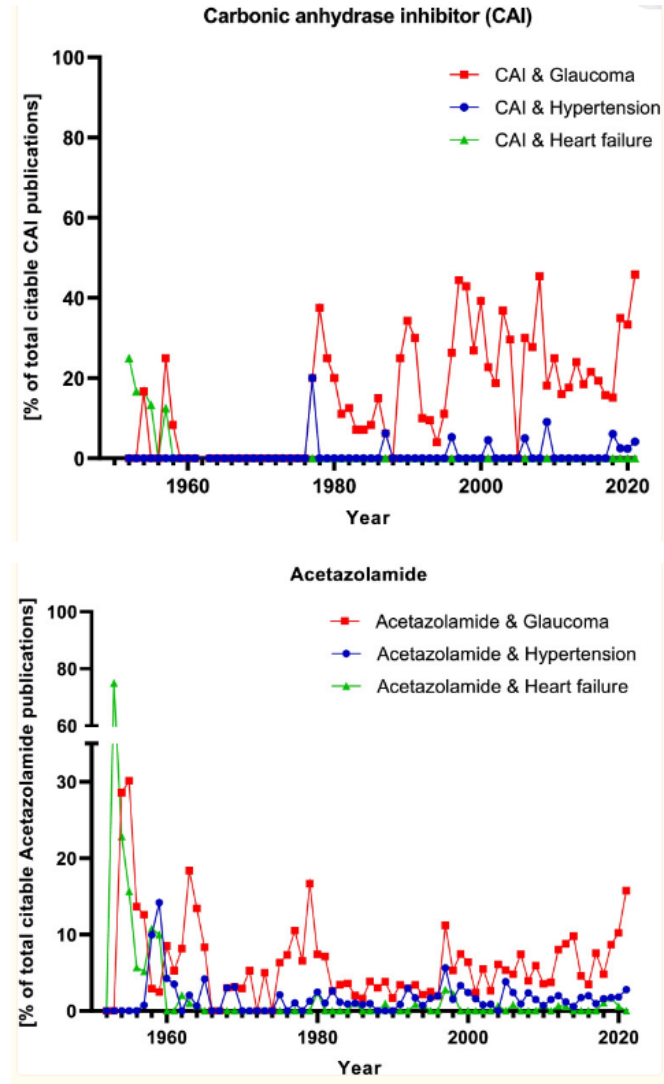 Carbonic anhydrase inhibitor (CAI)
[% of total citable CAI publications]
100
80
60
40
20
0
CAI & Glaucoma
CAI & Hypertension
CAI & Heart failure
1960
1980
2000
2020
Year
Acetazolamide
[% of total citable Acetazolamide publications]
100
80
60
30
20
10
0
Acetazolamide & Glaucoma
Acetazolamide & Hypertension
Acetazolamide & Heart failure
1960
1980
2000
2020
Year